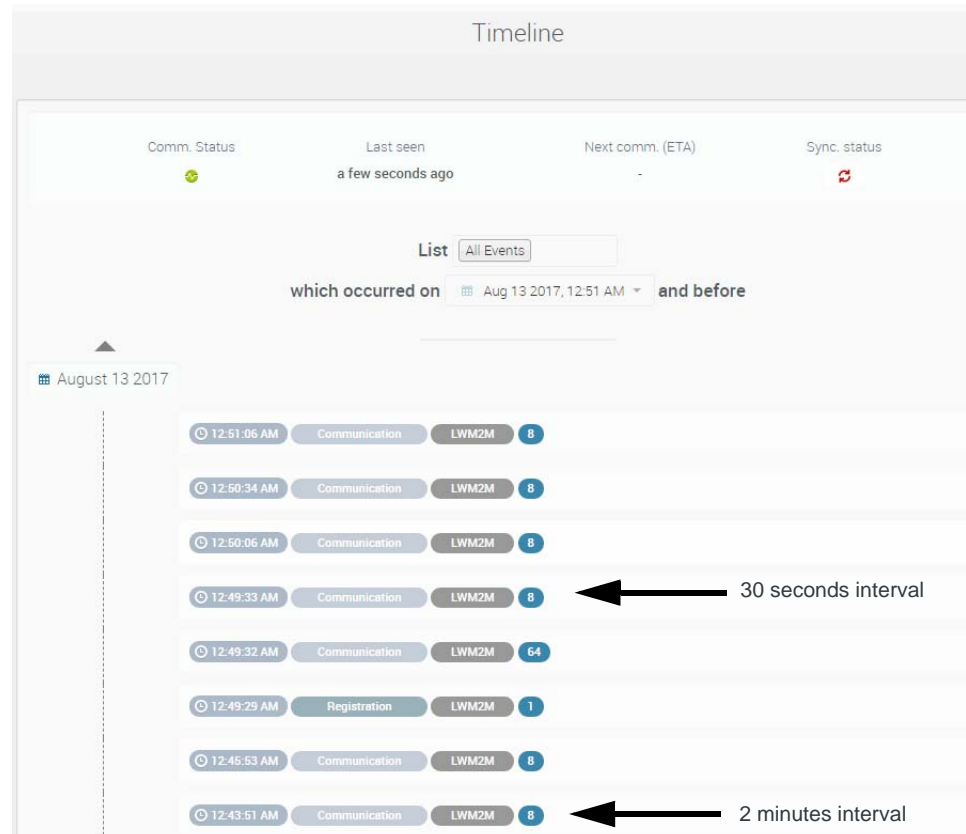 Timeline
Comm. Status Last seen Next comm. (ETA) Sync. status
a few seconds ago -
List All Events
which occurred on Aug 13 2017, 12:51 AM and before
August 13 2017
12:51:06 AM Communication LWM2M 8
12:50:34 AM Communication LWM2M 8
12:50:06 AM Communication LWM2M 8
12:49:33 AM Communication LWM2M 8 30 seconds interval
12:49:32 AM Communication LWM2M 64
12:49:29 AM Registration LWM2M 1
12:45:53 AM Communication LWM2M 8
12:43:51 AM Communication LWM2M 8 2 minutes interval